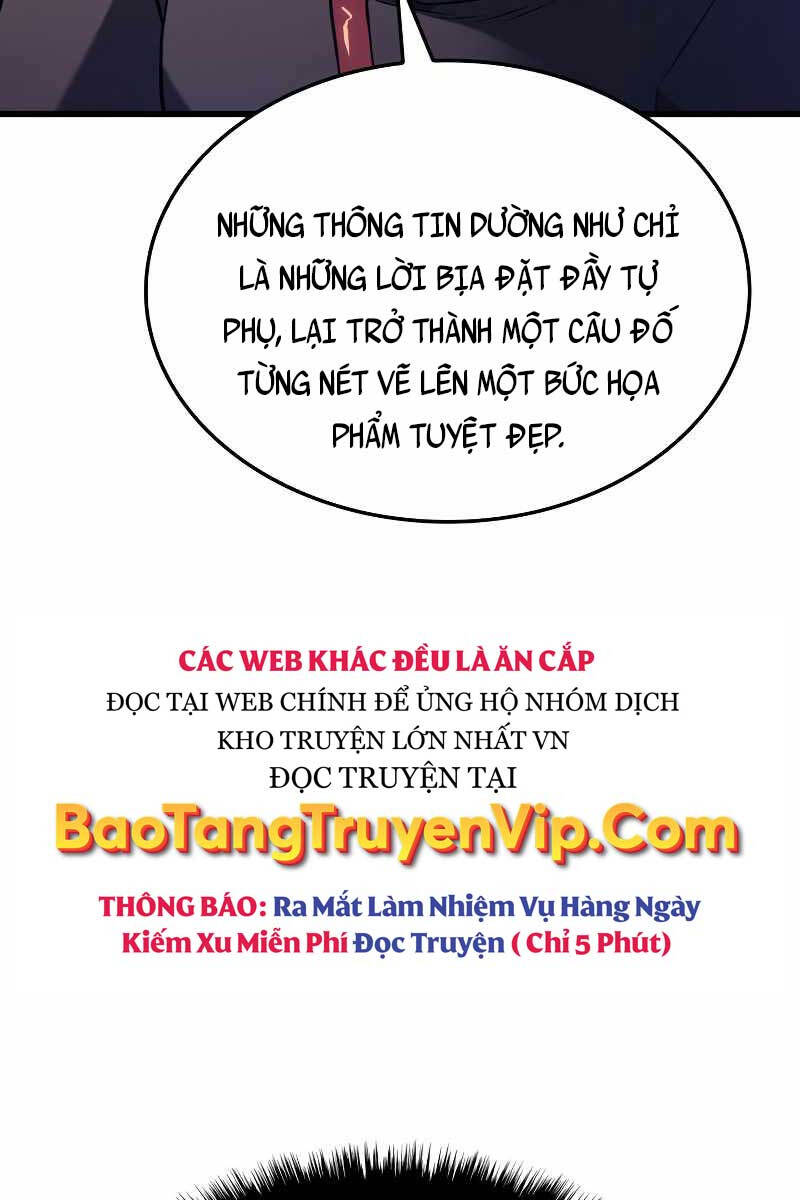 NHỮNG THÔNG TIN DƯỜNG NHƯ CHỈ
LÀ NHỮNG LỜI BỊA ĐẶT ĐẦY TỰ
PHỤ, LẠI TRỞ THÀNH MỘT CÂU ĐỐ
TỪNG NÉT VẼ LÊN MỘT BỨC HỌA
PHẨM TUYỆT ĐẸP.
CÁC WEB KHÁC ĐỀU LÀ ĂN CẮP
ĐỌC TẠI WEB CHÍNH ĐỂ ỦNG HỘ NHÓM DỊCH
KHO TRUYỆN LỚN NHẤT VN
ĐỌC TRUYỆN TẠI
BaoTangTruyenVip.Com
THÔNG BÁO: Ra Mắt Làm Nhiệm Vụ Hàng Ngày
Kiếm Xu Miễn Phí Đọc Truyện ( Chỉ 5 Phút)